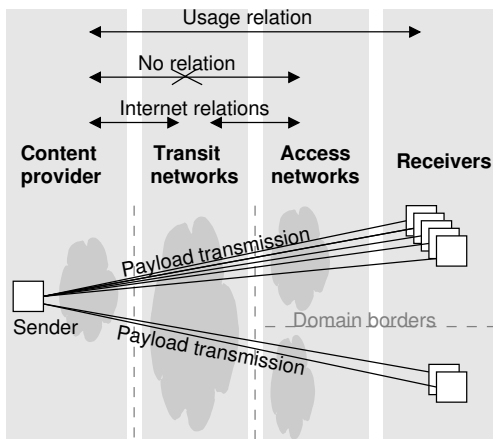 Usage relation
No relation
Internet relations
Content provider
Transit networks
Access networks
Receivers
Payload transmission
Sender
Domain borders
Payload transmission